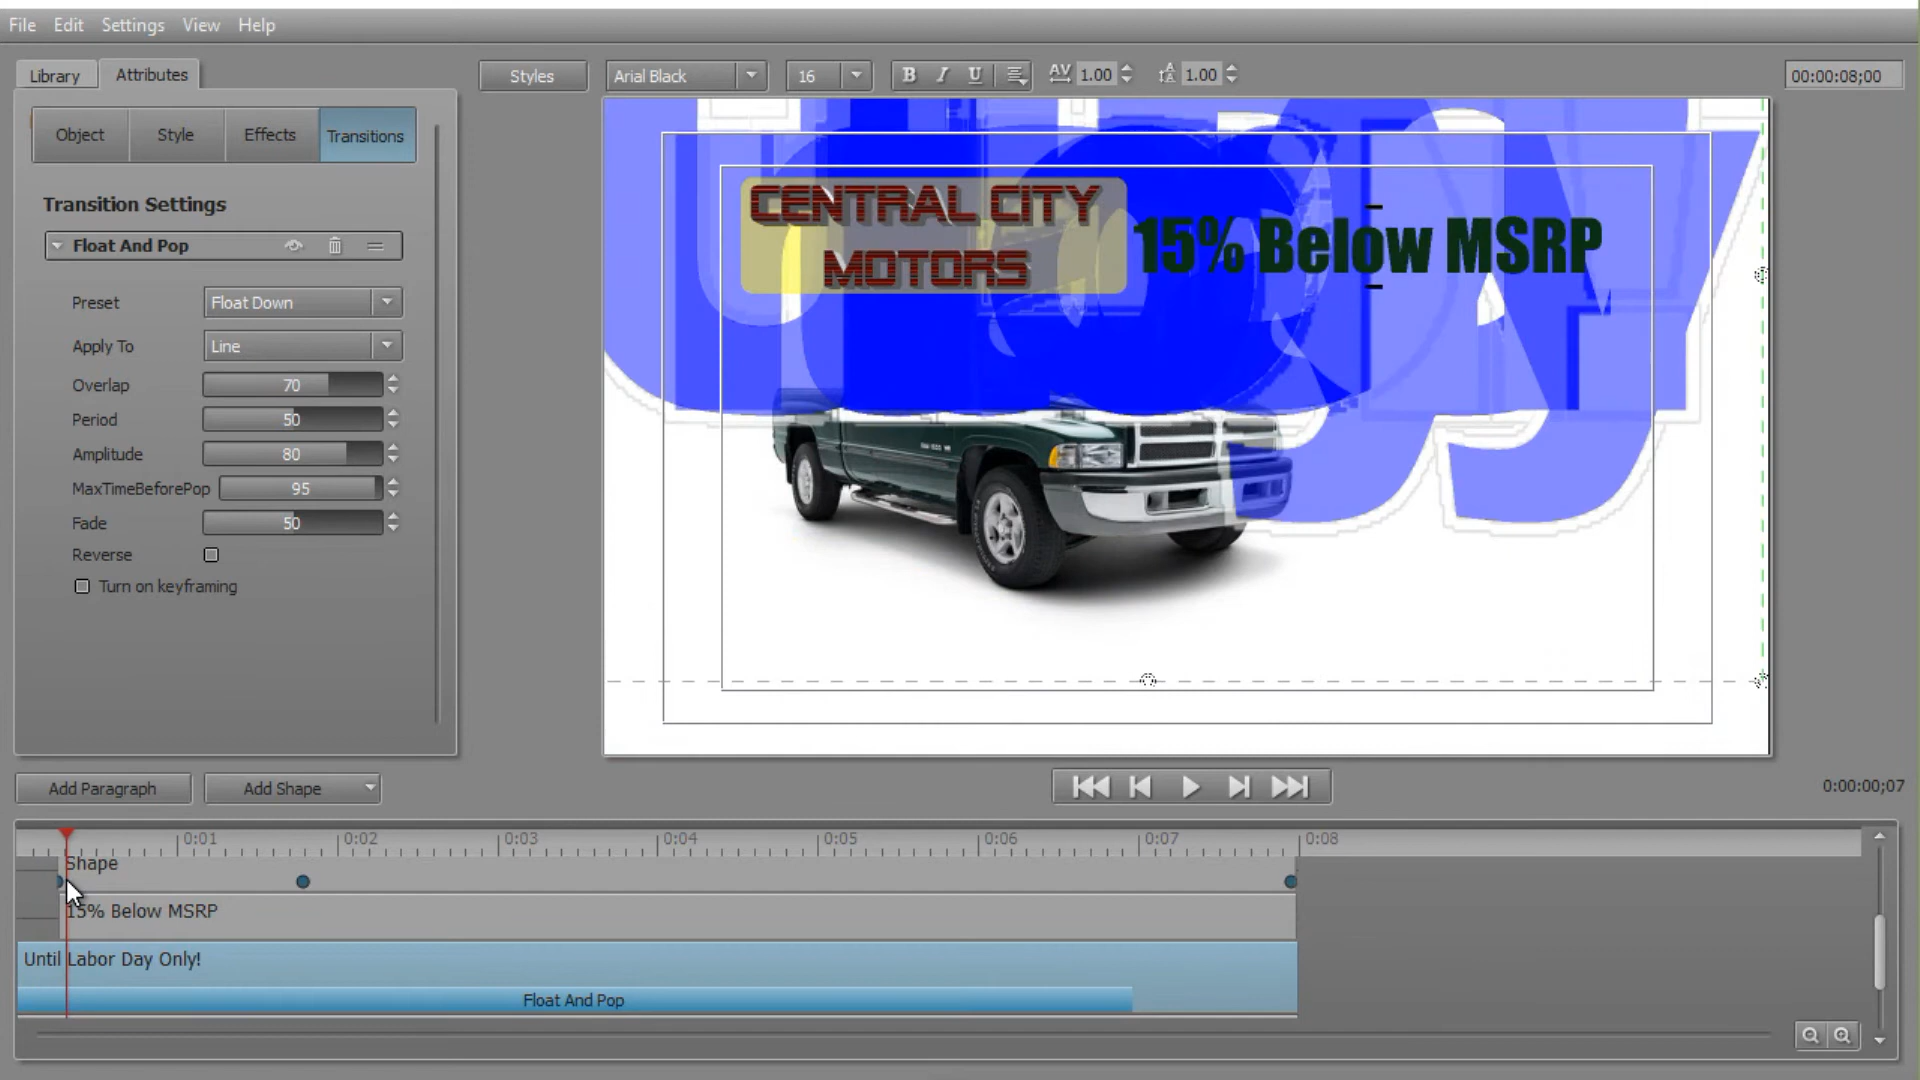 File Edit Settings View Help
Library Attributes
Styles Arial Black 16 B I U AV 1.00 A 1.00 00:00:08;00
Object Style Effects Transitions
Transition Settings
Float And Pop
Preset Float Down
Apply To Line
Overlap 70
Period 50
Amplitude 80
MaxTimeBeforePop 95
Fade 50
Reverse
Turn on keyframing
CENTRAL CITY
MOTORS
15% Below MSRP
Add Paragraph Add Shape 0:00:00;07
0:01 0:02 0:03 0:04 0:05 0:06 0:07 0:08
Shape
15% Below MSRP
Until Labor Day Only!
Float And Pop